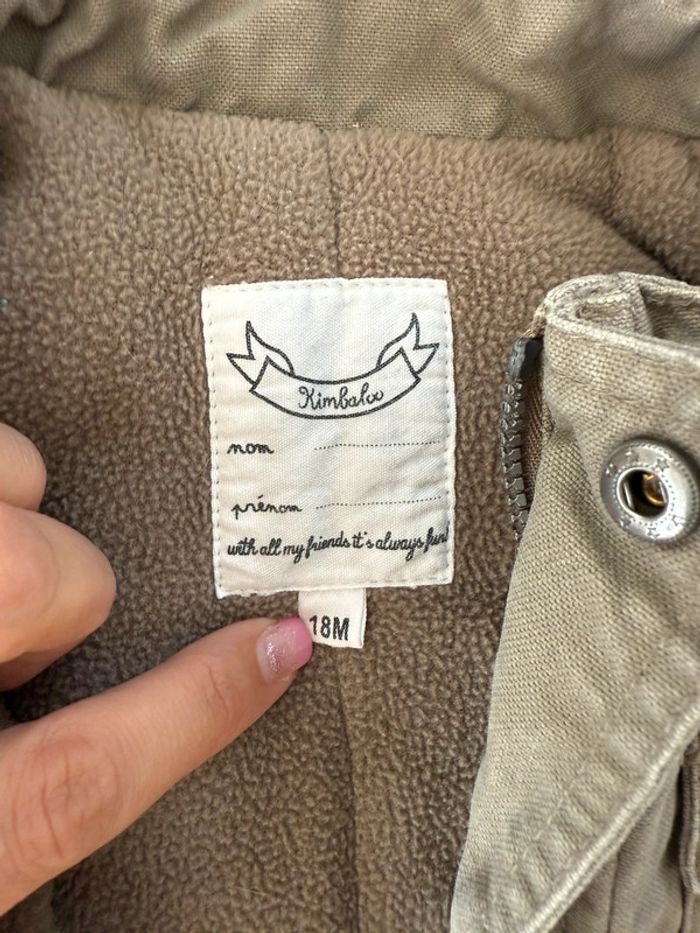 Kimbaloo
nom
prénom
with all my friends it's always fun!
18M